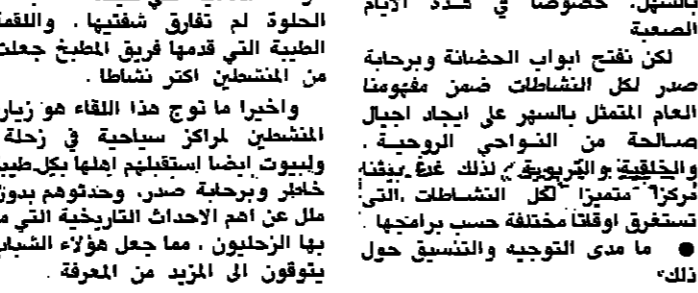 بالسهل، خصوصا في شدد الايام
الصعبة
لكن نفتح ابواب الحضانة وبرحابة
صدر لكل النشاطات ضمن مفهومنا
العام المتمثل بالسهر على ايجاد اجيال
صالحة من النواحي الروحية .
والخلقية والتربوية ، لذلك غدا بيتنا
مركزا متميزا لكل النشاطات التي
تستغرق اوقاتا مختلفة حسب برامجها .
● ما مدى التوجيه والتنسيق حول
ذلك
الحلوة لم تفارق شفتيها . واللقمة
الطيبة التي قدمها فريق المطبخ جعلت
من المنشطين اكثر نشاطا .
واخيرا ما توج هذا اللقاء هو زيار
المنشطين لمراكز سياحية في زحلة
ولبيوت ايضا استقبلهم اهلها بكل طيب
خاطر وبرحابة صدر، وحدثوهم بدون
ملل عن اهم الاحداث التاريخية التي م
بها الزحليون ، مما جعل هؤلاء الشباب
يتوقون الى المزيد من المعرفة .